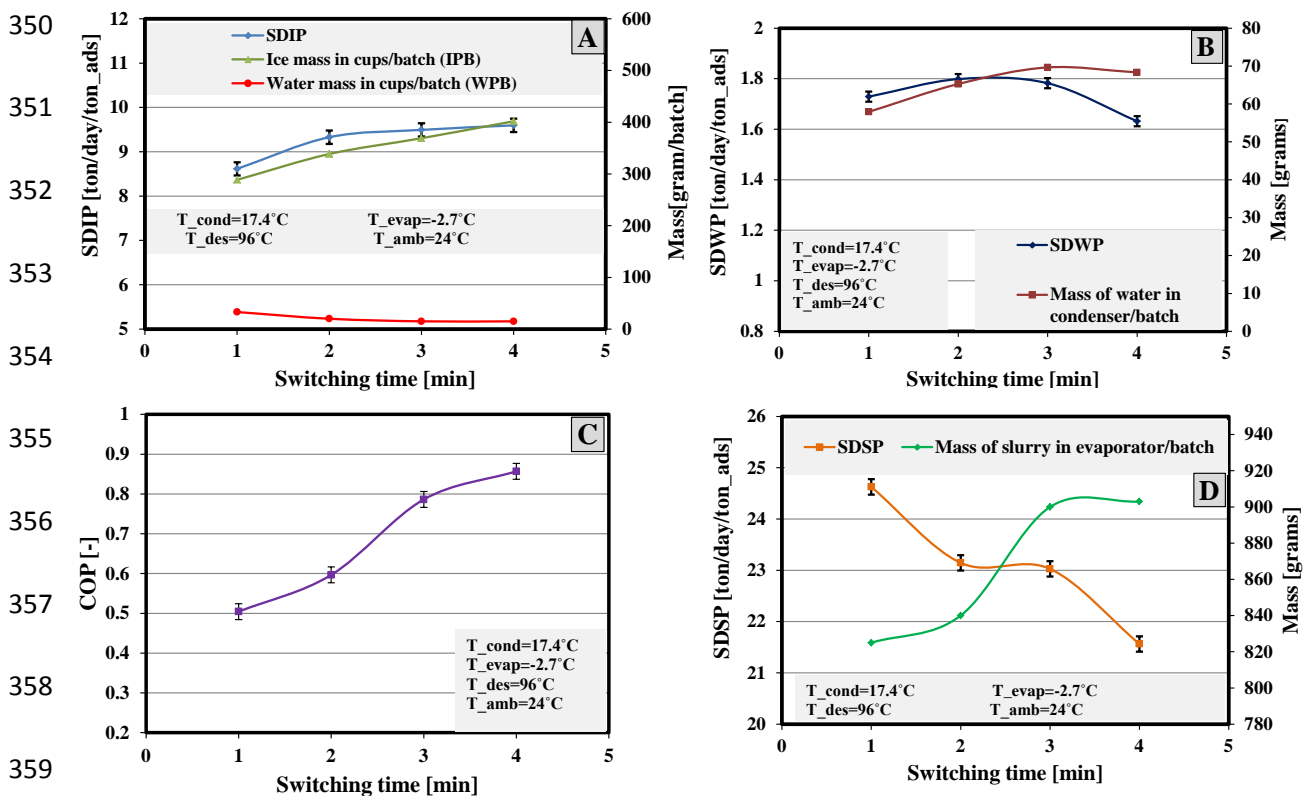 350
351
352
353
354
355
356
357
358
359
A
SDIP
Ice mass in cups/batch (IPB)
Water mass in cups/batch (WPB)
T_cond=17.4°C T_evap=-2.7°C
T_des=96°C T_amb=24°C
SDIP [ton/day/ton_ads]
12
11
10
9
8
7
6
5
Mass[gram/batch)
600
500
400
300
200
100
0
0 1 2 3 4 5
Switching time [min]
B
SDWP [ton/day/ton_ads]
2
1.8
1.6
1.4
1.2
1
0.8
T_cond=17.4°C
T_evap=-2.7°C
T_des=96°C
T_amb=24°C
SDWP
Mass of water in
condenser/batch
Mass [grams]
80
70
60
50
40
30
20
10
0
0 1 2 3 4 5
Switching time [min]
C
COP [-]
1
0.9
0.8
0.7
0.6
0.5
0.4
0.3
0.2
T_cond=17.4°C
T_evap=-2.7°C
T_des=96°C
T_amb=24°C
0 1 2 3 4 5
Switching time [min]
D
SDSP Mass of slurry in evaporator/batch
SDSP [ton/day/ton_ads]
26
25
24
23
22
21
20
T_cond=17.4°C T_evap=-2.7°C
T_des=96°C T_amb=24°C
Mass [grams]
940
920
900
880
860
840
820
800
780
0 1 2 3 4 5
Switching time [min]